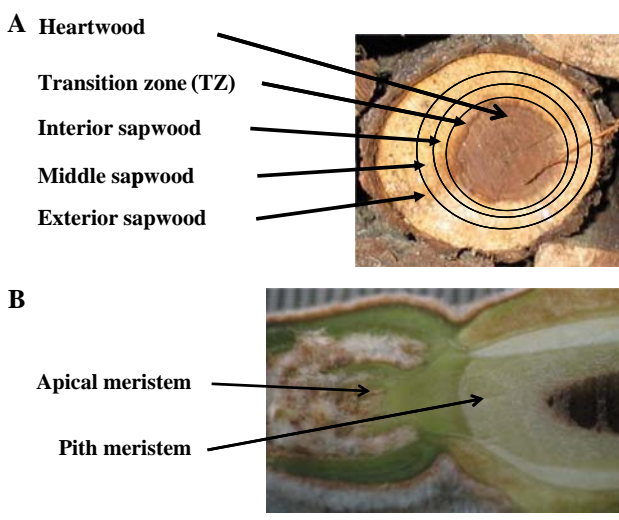 A
Heartwood
Transition zone (TZ)
Interior sapwood
Middle sapwood
Exterior sapwood
B
Apical meristem
Pith meristem